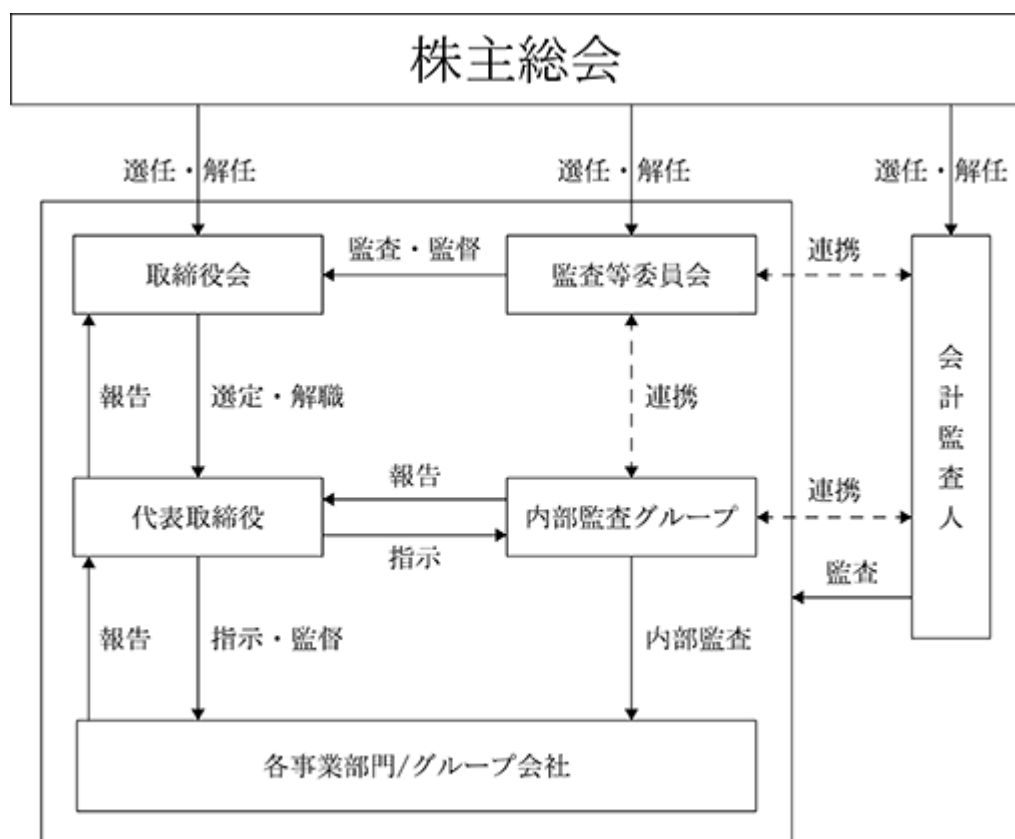 株主総会
選任・解任
選任・解任
選任・解任
取締役会
監査・監督
監査等委員会
連携
会計監査人
報告
選定・解職
連携
代表取締役
報告
指示
内部監査グループ
連携
監査
報告
指示・監督
内部監査
各事業部門/グループ会社